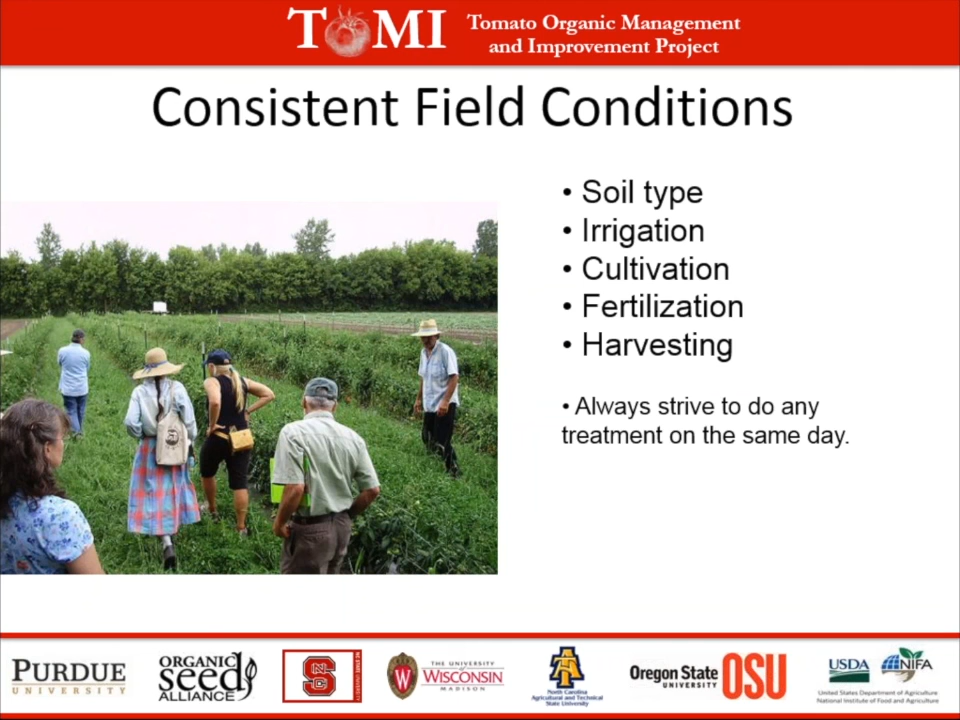 TOMI
Tomato Organic Management
and Improvement Project
Consistent Field Conditions
• Soil type
• Irrigation
• Cultivation
• Fertilization
• Harvesting
• Always strive to do any
treatment on the same day.
PURDUE
UNIVERSITY
ORGANIC
seed
ALLIANCE
NC STATE UNIVERSITY
THE UNIVERSITY
of
WISCONSIN
MADISON
North Carolina
Agricultural and Technical
State University
Oregon State
UNIVERSITY
OSU
USDA
NIFA
United States Department of Agriculture
National Institute of Food and Agriculture